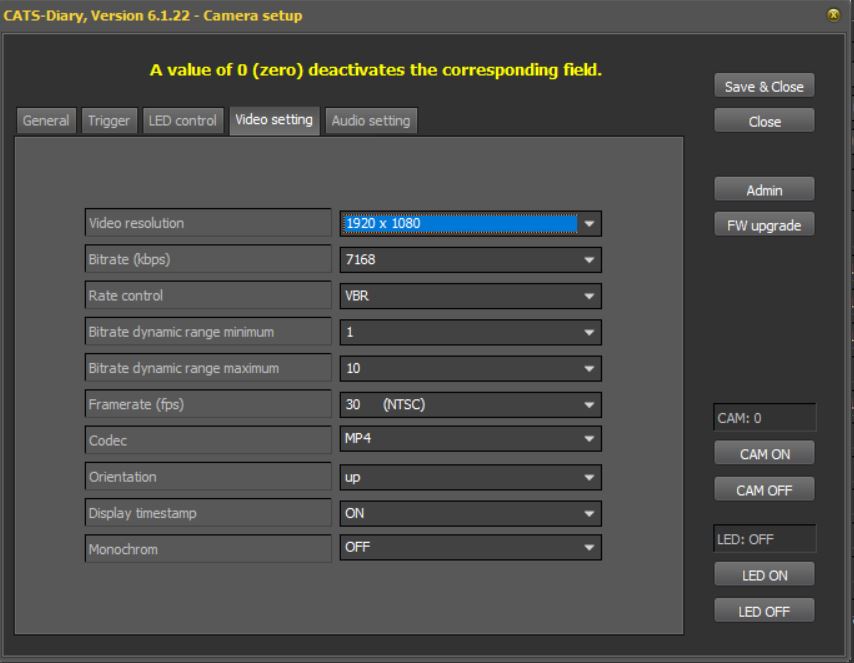 CATS-Diary, Version 6.1.22 - Camera setup
A value of 0 (zero) deactivates the corresponding field.
Save & Close
Close
General Trigger LED control Video setting Audio setting
Admin
FW upgrade
Video resolution 1920 x 1080
Bitrate (kbps) 7168
Rate control VBR
Bitrate dynamic range minimum 1
Bitrate dynamic range maximum 10
Framerate (fps) 30 (NTSC)
Codec MP4
Orientation up
Display timestamp ON
Monochrom OFF
CAM: 0
CAM ON
CAM OFF
LED: OFF
LED ON
LED OFF